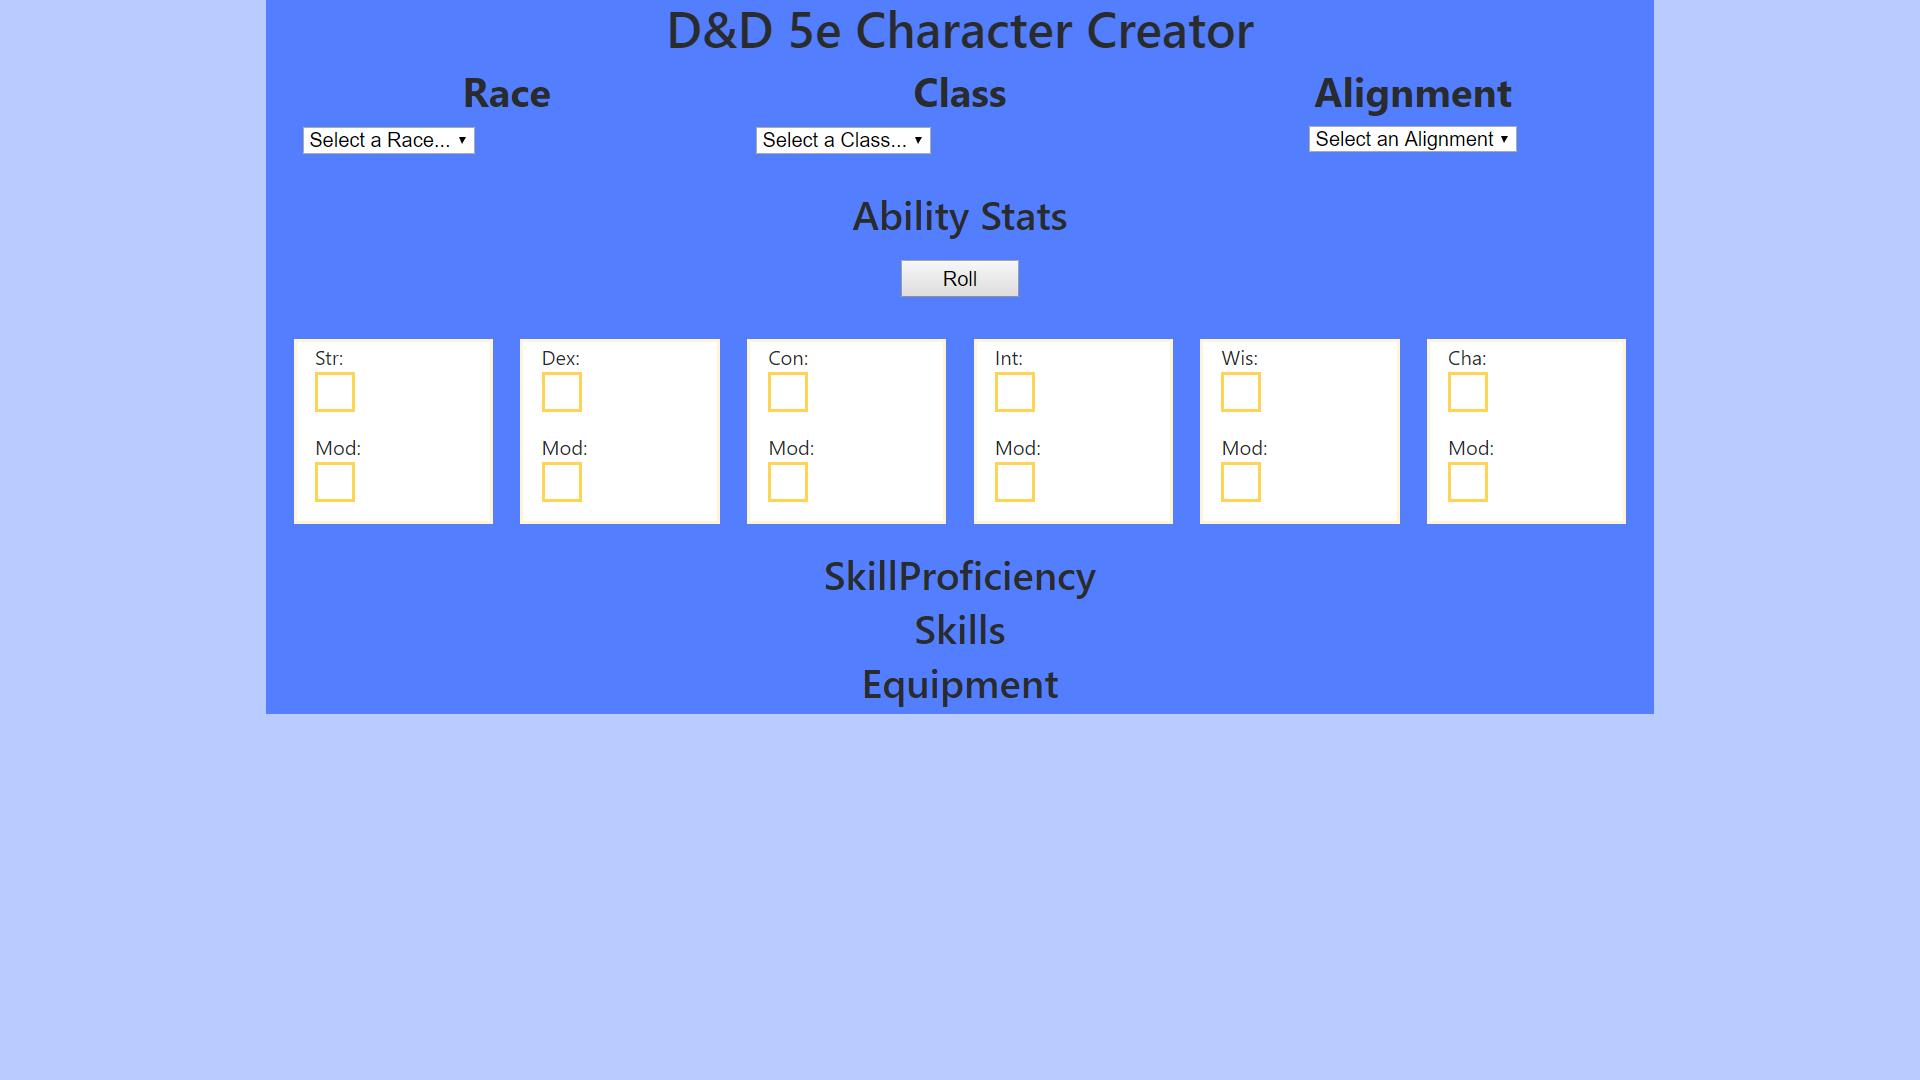 D&D 5e Character Creator
Race Class Alignment
Select a Race... Select a Class... Select an Alignment
Ability Stats
Roll
Str: Dex: Con: Int: Wis: Cha:
Mod: Mod: Mod: Mod: Mod: Mod:
SkillProficiency
Skills
Equipment